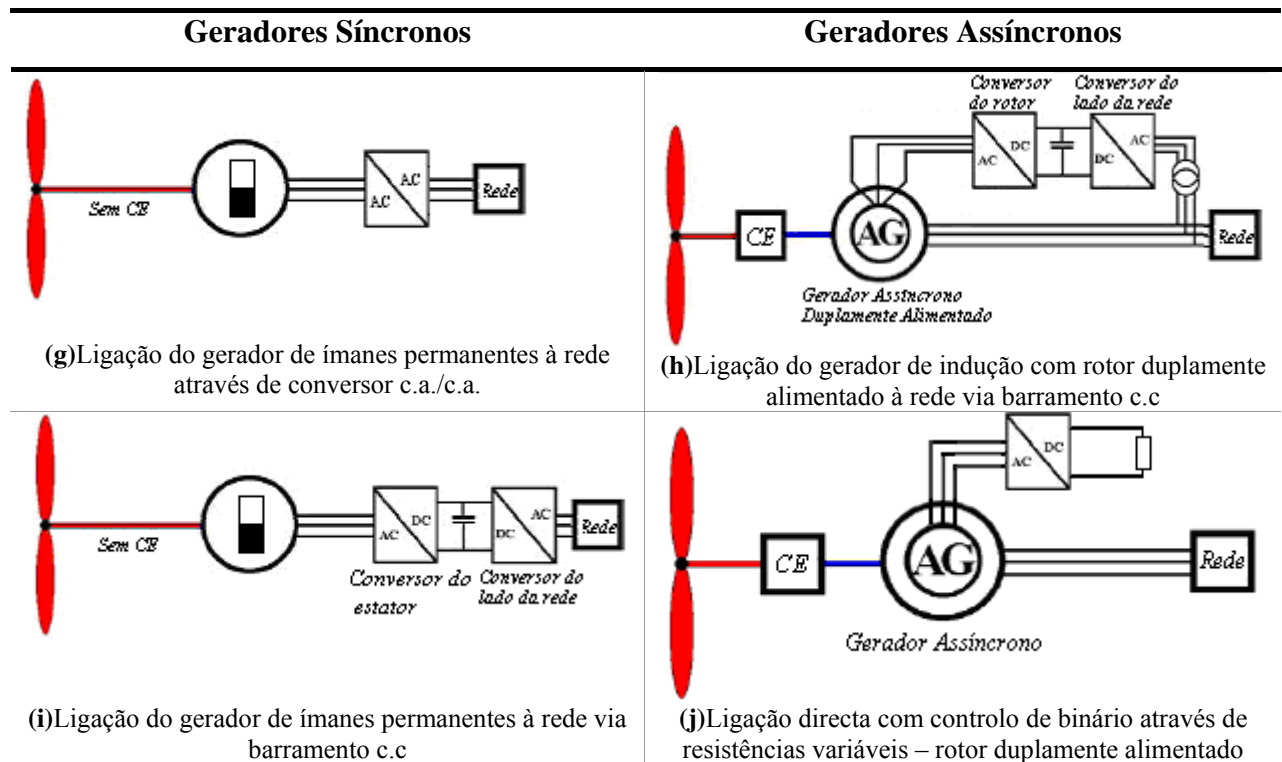 Geradores Síncronos
Geradores Assíncronos
Sem CE
AC
AC
Rede
(g)Ligação do gerador de ímanes permanentes à rede
através de conversor c.a./c.a.
Conversor
do rotor
Conversor do
lado da rede
DC
AC
AC
DC
CE
AG
Rede
Gerador Assíncrono
Duplamente Alimentado
(h)Ligação do gerador de indução com rotor duplamente
alimentado à rede via barramento c.c
Sem CE
DC
AC
AC
DC
Rede
Conversor do
estator
Conversor do
lado da rede
(i)Ligação do gerador de ímanes permanentes à rede via
barramento c.c
DC
AC
CE
AG
Rede
Gerador Assíncrono
(j)Ligação directa com controlo de binário através de
resistências variáveis – rotor duplamente alimentado